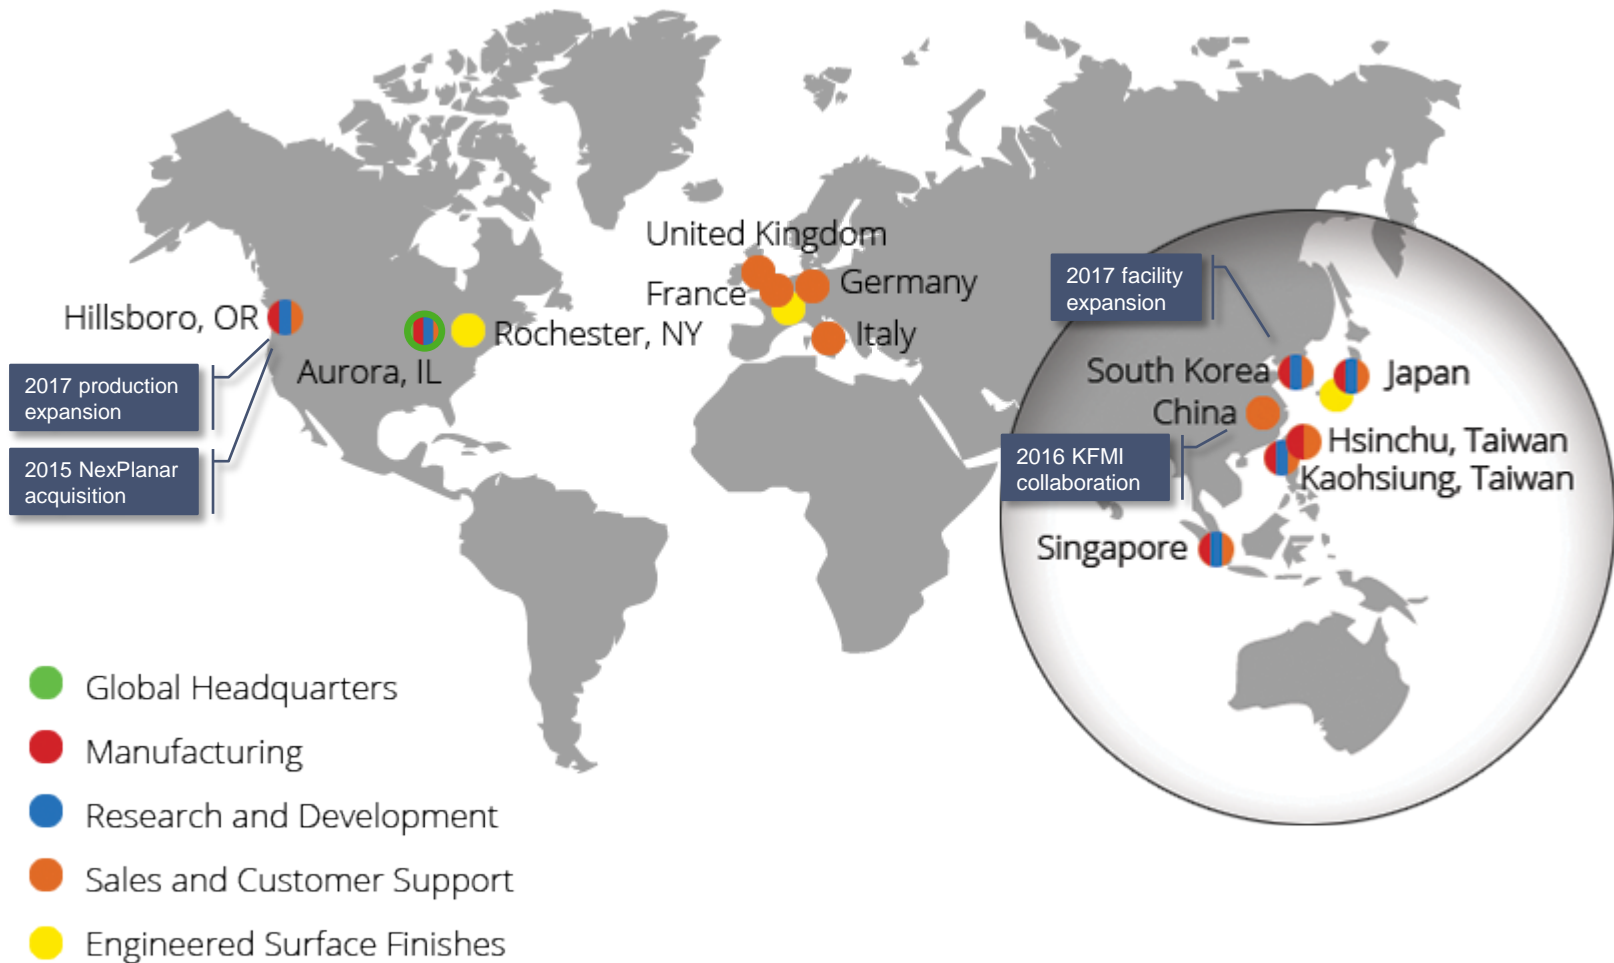 United Kingdom
France
Germany
Italy
Hillsboro, OR
Rochester, NY
Aurora, IL
2017 production
expansion
2015 NexPlanar
acquisition
2017 facility
expansion
South Korea
Japan
China
2016 KFMI
collaboration
Hsinchu, Taiwan
Kaohsiung, Taiwan
Singapore
Global Headquarters
Manufacturing
Research and Development
Sales and Customer Support
Engineered Surface Finishes